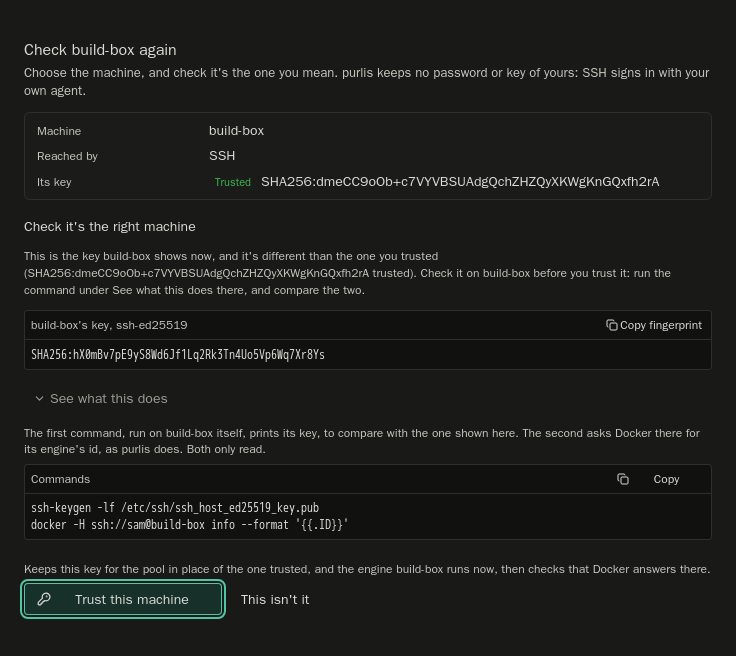 Check build-box again
Choose the machine, and check it's the one you mean. purlis keeps no password or key of yours: SSH signs in with your
own agent.
Machine build-box
Reached by SSH
Its key Trusted SHA256:dmeCC9oOb+c7VYVBSUAdgQchZHZQyXKWgKnGQxfh2rA
Check it's the right machine
This is the key build-box shows now, and it's different than the one you trusted
(SHA256:dmeCC9oOb+c7VYVBSUAdgQchZHZQyXKWgKnGQxfh2rA trusted). Check it on build-box before you trust it: run the
command under See what this does there, and compare the two.
build-box's key, ssh-ed25519 Copy fingerprint
SHA256:hX0mBv7pE9yS8Wd6Jf1Lq2Rk3Tn4Uo5Vp6Wq7Xr8Ys
See what this does
The first command, run on build-box itself, prints its key, to compare with the one shown here. The second asks Docker there for
its engine's id, as purlis does. Both only read.
Commands Copy
ssh-keygen -lf /etc/ssh/ssh_host_ed25519_key.pub
docker -H ssh://sam@build-box info --format '{{.ID}}'
Keeps this key for the pool in place of the one trusted, and the engine build-box runs now, then checks that Docker answers there.
Trust this machine This isn't it